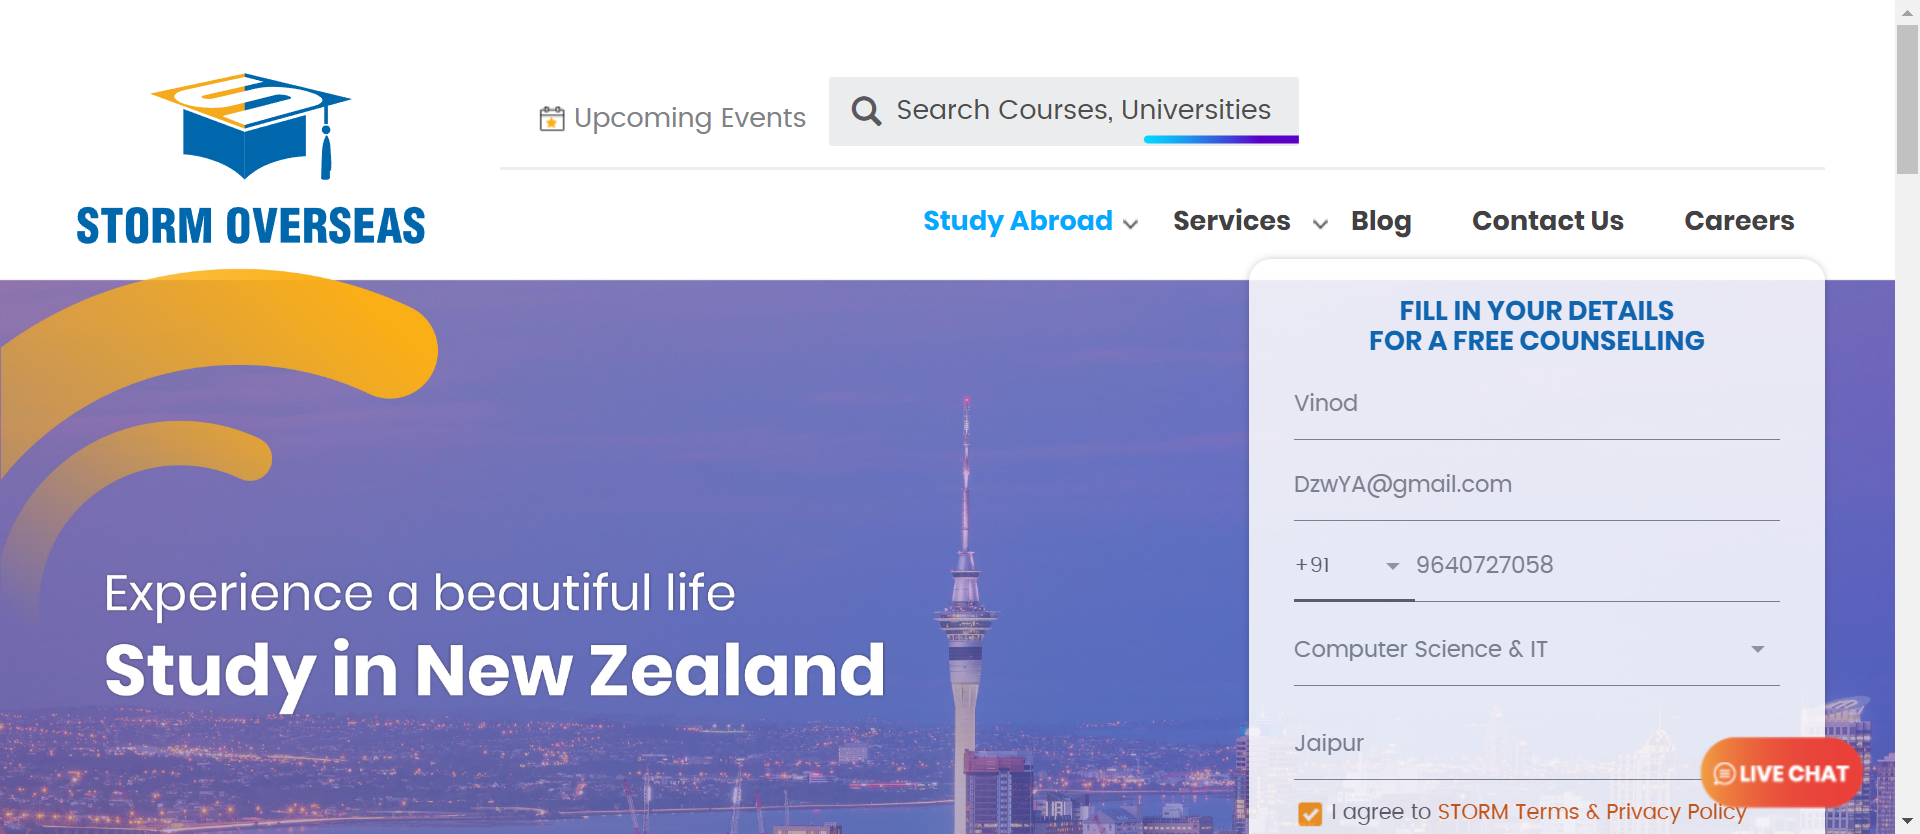 STORM OVERSEAS
Upcoming Events
Search Courses, Universities
Study Abroad
Services
Blog
Contact Us
Careers
Experience a beautiful life
Study in New Zealand
FILL IN YOUR DETAILS
FOR A FREE COUNSELLING
Vinod
DzwYA@gmail.com
+91 9640727058
Computer Science & IT
Jaipur
I agree to STORM Terms & Privacy Policy
LIVE CHAT